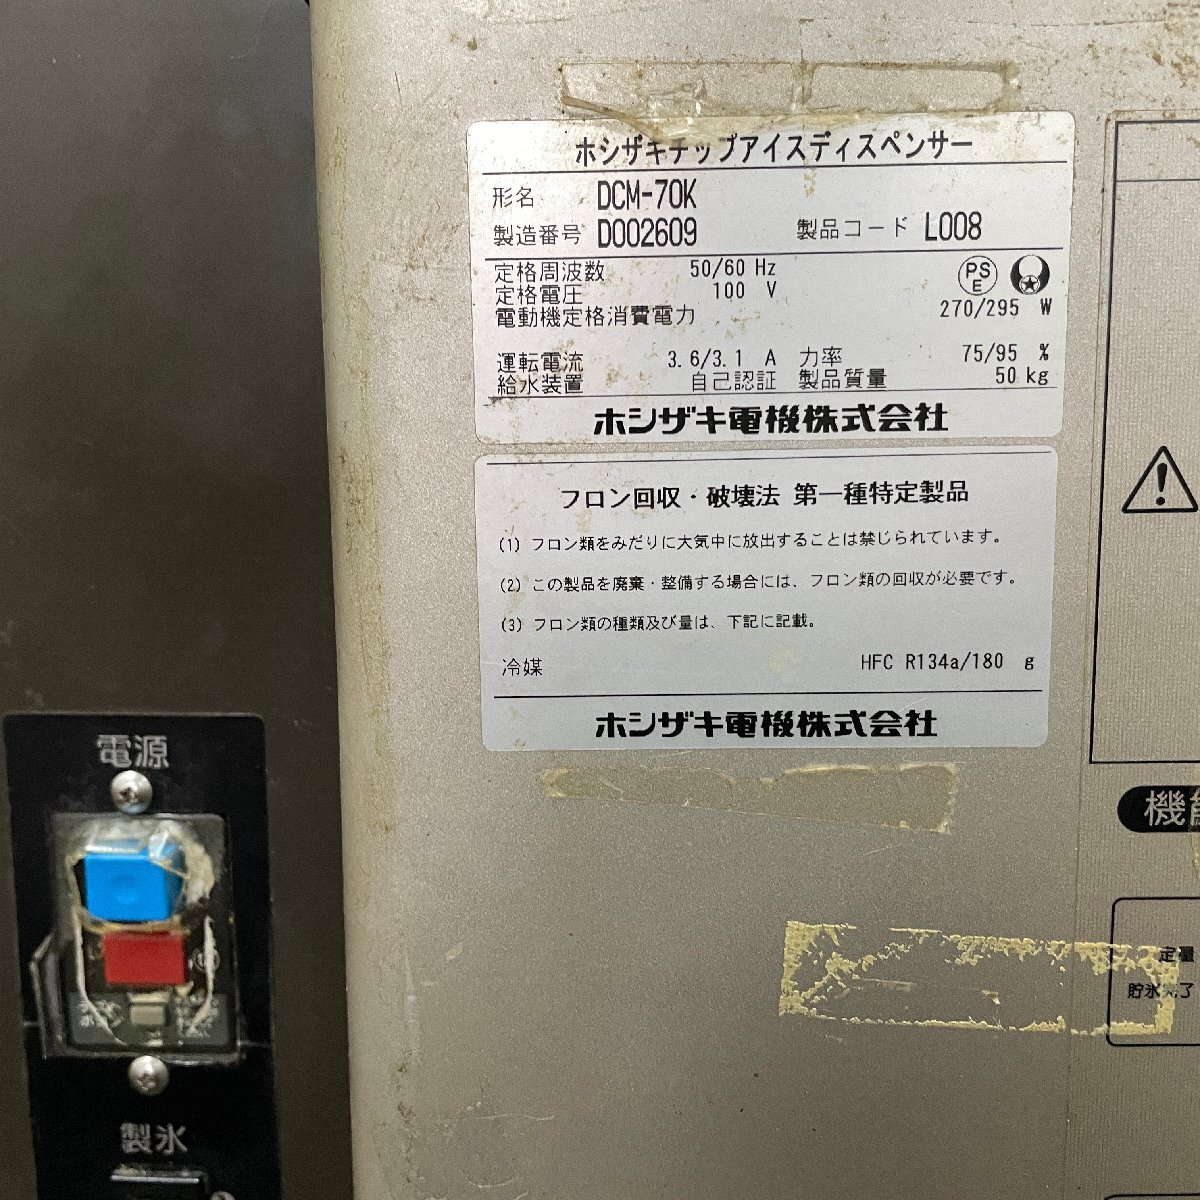 ホシザキチップアイスディスペンサー
形名 DCM-70K
製造番号 D002609 製品コード L008
定格周波数 50/60 Hz
PS E
定格電圧 100 V
電動機定格消費電力 270/295 W
運転電流 3.6/3.1 A 力率 75/95 %
給水装置 自己認証 製品質量 50 kg
ホシザキ電機株式会社
フロン回収・破壊法 第一種特定製品
(1) フロン類をみだりに大気中に放出することは禁じられています。
(2) この製品を廃棄・整備する場合には、フロン類の回収が必要です。
(3) フロン類の種類及び量は、下記に記載。
冷媒 HFC R134a/180 g
ホシザキ電機株式会社
電源
製氷
機能
定量
貯氷完了